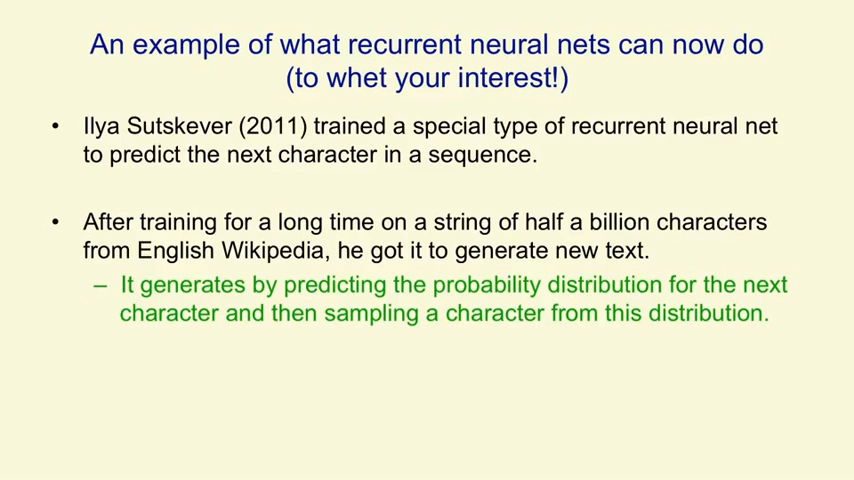 An example of what recurrent neural nets can now do
(to whet your interest!)
• Ilya Sutskever (2011) trained a special type of recurrent neural net
to predict the next character in a sequence.
• After training for a long time on a string of half a billion characters
from English Wikipedia, he got it to generate new text.
– It generates by predicting the probability distribution for the next
character and then sampling a character from this distribution.